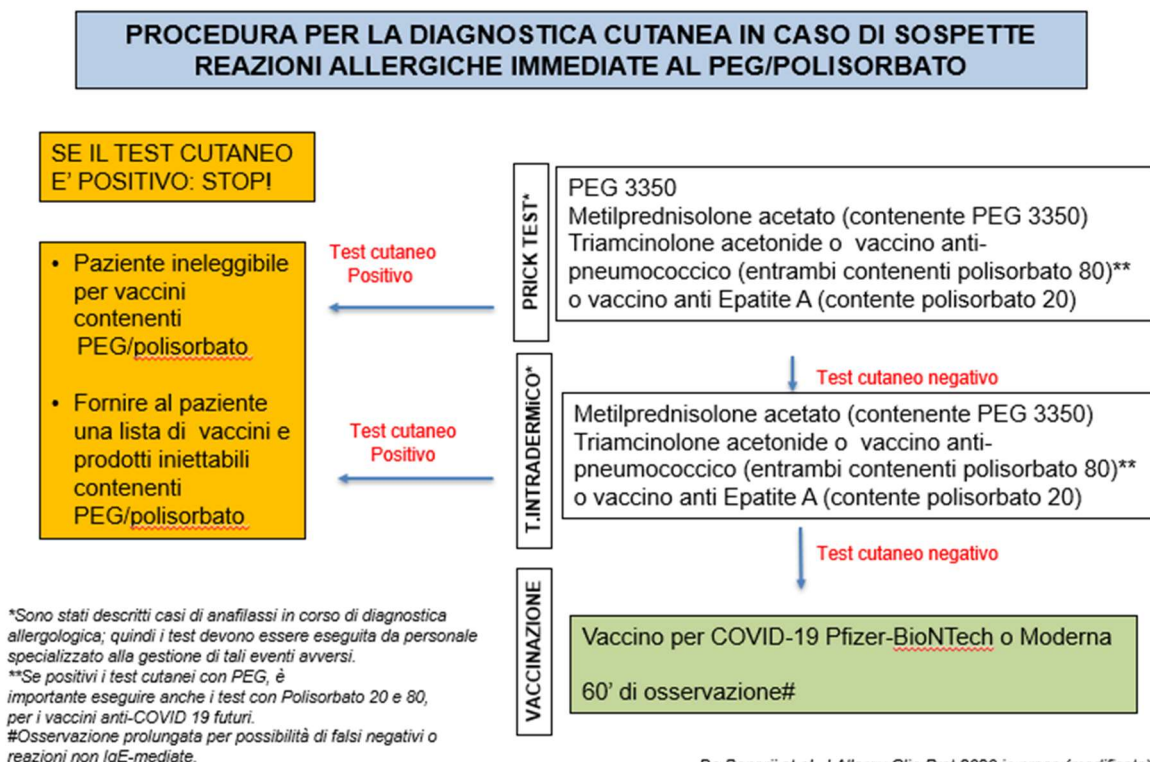 PROCEDURA PER LA DIAGNOSTICA CUTANEA IN CASO DI SOSPETTE
REAZIONI ALLERGICHE IMMEDIATE AL PEG/POLISORBATO
SE IL TEST CUTANEO
E' POSITIVO: STOP!
• Paziente ineleggibile
per vaccini
contenenti
PEG/polisorbato
• Fornire al paziente
una lista di vaccini e
prodotti iniettabili
contenenti
PEG/polisorbato
Test cutaneo
Positivo
Test cutaneo
Positivo
PRICK TEST*
PEG 3350
Metilprednisolone acetato (contenente PEG 3350)
Triamcinolone acetonide o vaccino anti-
pneumococcico (entrambi contenenti polisorbato 80)**
o vaccino anti Epatite A (contente polisorbato 20)
Test cutaneo negativo
T.INTRADERMICO*
Metilprednisolone acetato (contenente PEG 3350)
Triamcinolone acetonide o vaccino anti-
pneumococcico (entrambi contenenti polisorbato 80)**
o vaccino anti Epatite A (contente polisorbato 20)
Test cutaneo negativo
VACCINAZIONE
Vaccino per COVID-19 Pfizer-BioNTech o Moderna
60' di osservazione#
*Sono stati descritti casi di anafilassi in corso di diagnostica
allergologica; quindi i test devono essere eseguita da personale
specializzato alla gestione di tali eventi avversi.
**Se positivi i test cutanei con PEG, è
importante eseguire anche i test con Polisorbato 20 e 80,
per i vaccini anti-COVID 19 futuri.
#Osservazione prolungata per possibilità di falsi negativi o
reazioni non IgE-mediate.